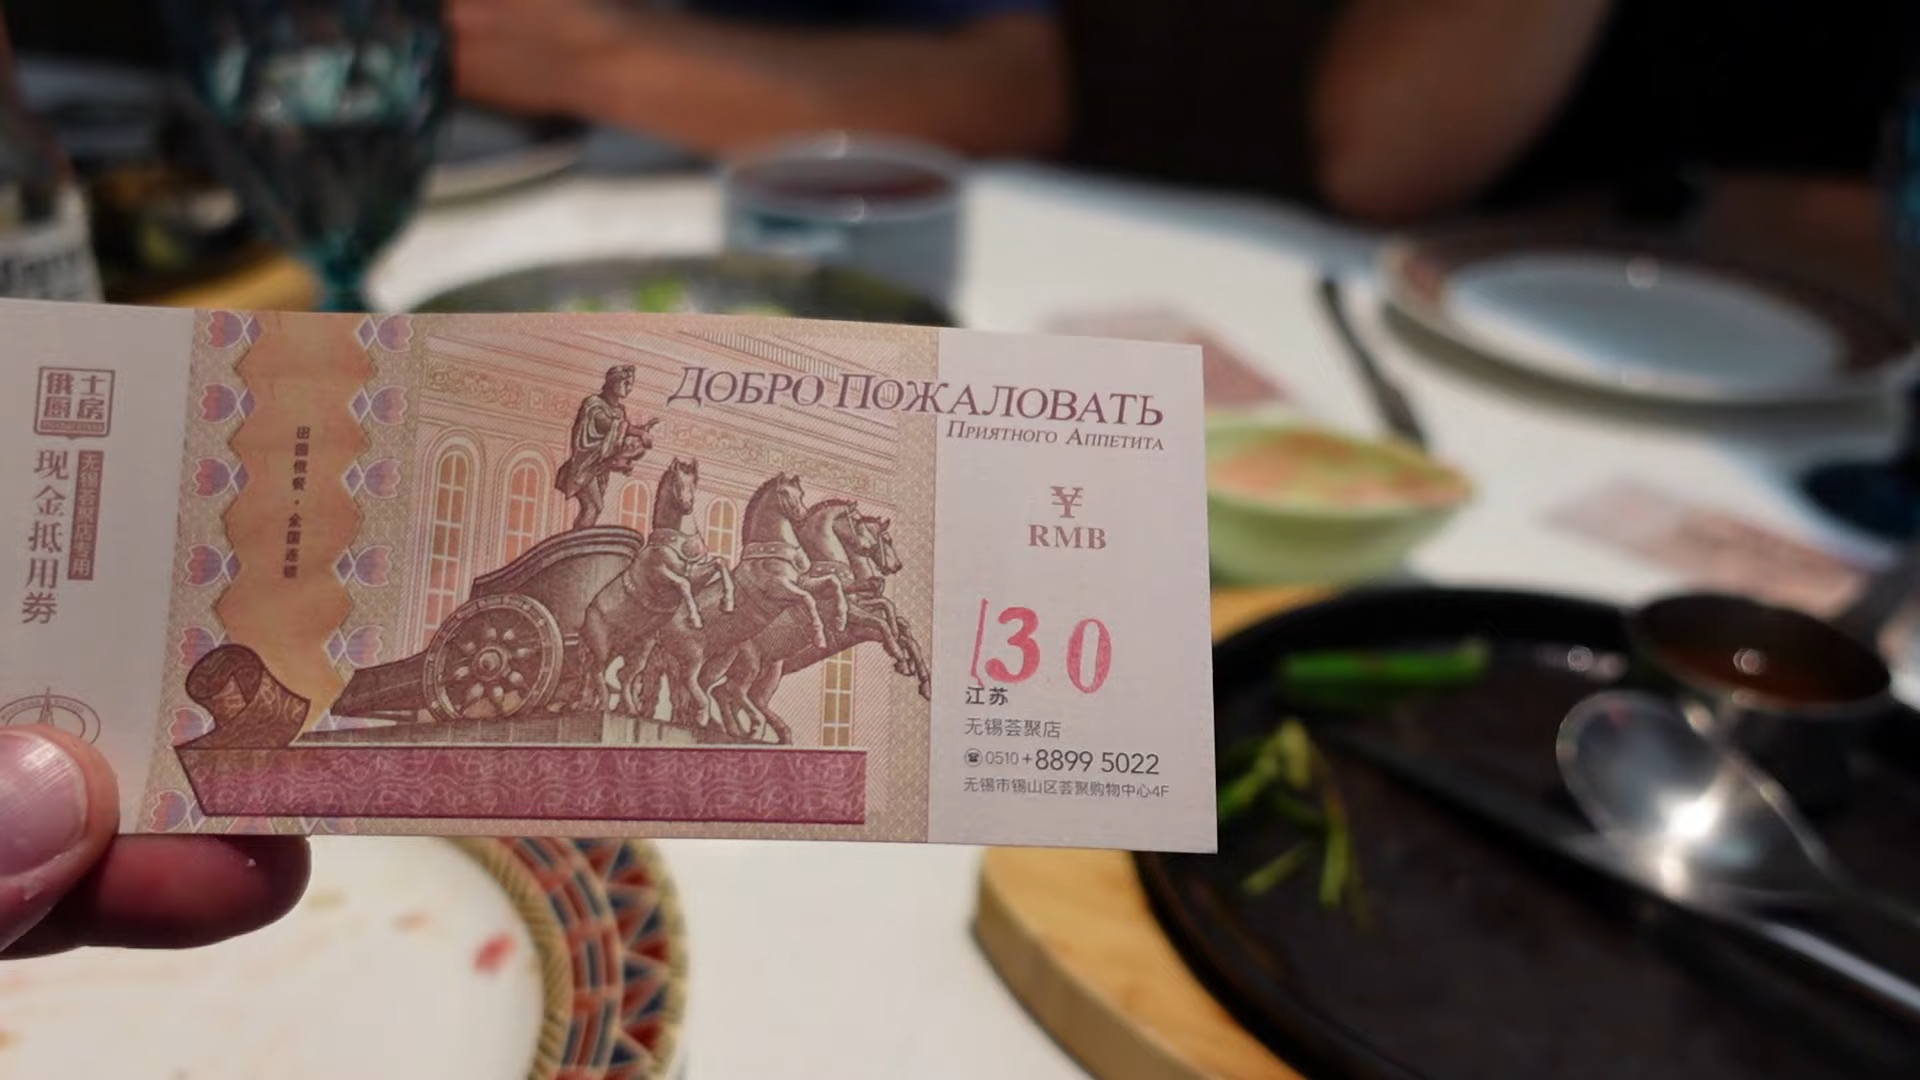 俄士
厨房
现金抵用券
无锡荟聚店专用
田园俄餐·全国连锁
ДОБРО ПОЖАЛОВАТЬ
ПРИЯТНОГО АППЕТИТА
¥
RMB
30
江苏
无锡荟聚店
☎0510+8899 5022
无锡市锡山区荟聚购物中心4F